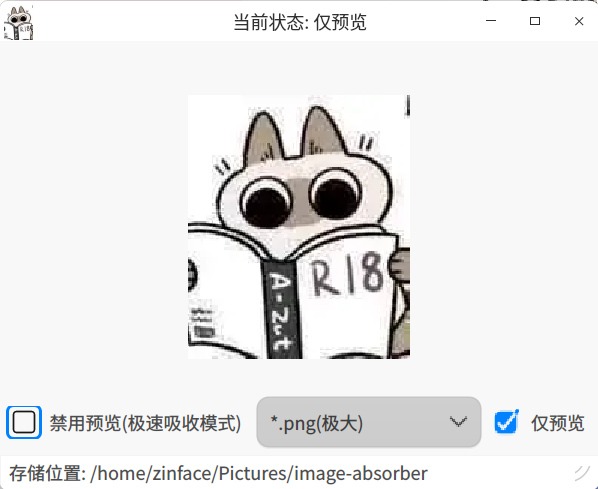 当前状态: 仅预览
R18
A-Zut
禁用预览(极速吸收模式)
*.png(极大)
仅预览
存储位置: /home/zinface/Pictures/image-absorber